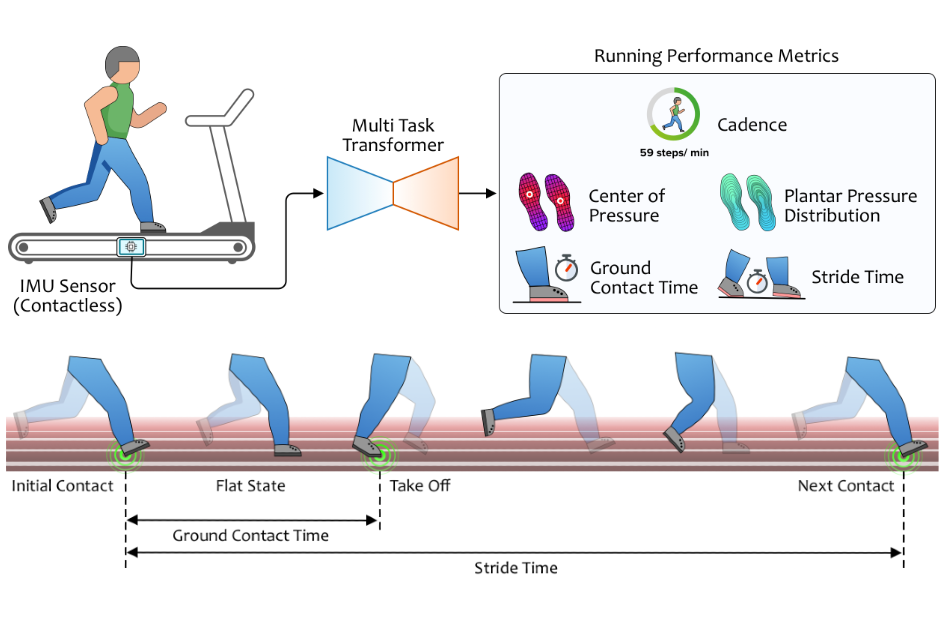 Running Performance Metrics
Multi Task
Transformer
Cadence
59 steps/ min
Center of
Pressure
Plantar Pressure
Distribution
Ground
Contact Time
Stride Time
IMU Sensor
(Contactless)
Initial Contact
Flat State
Take Off
Next Contact
Ground Contact Time
Stride Time